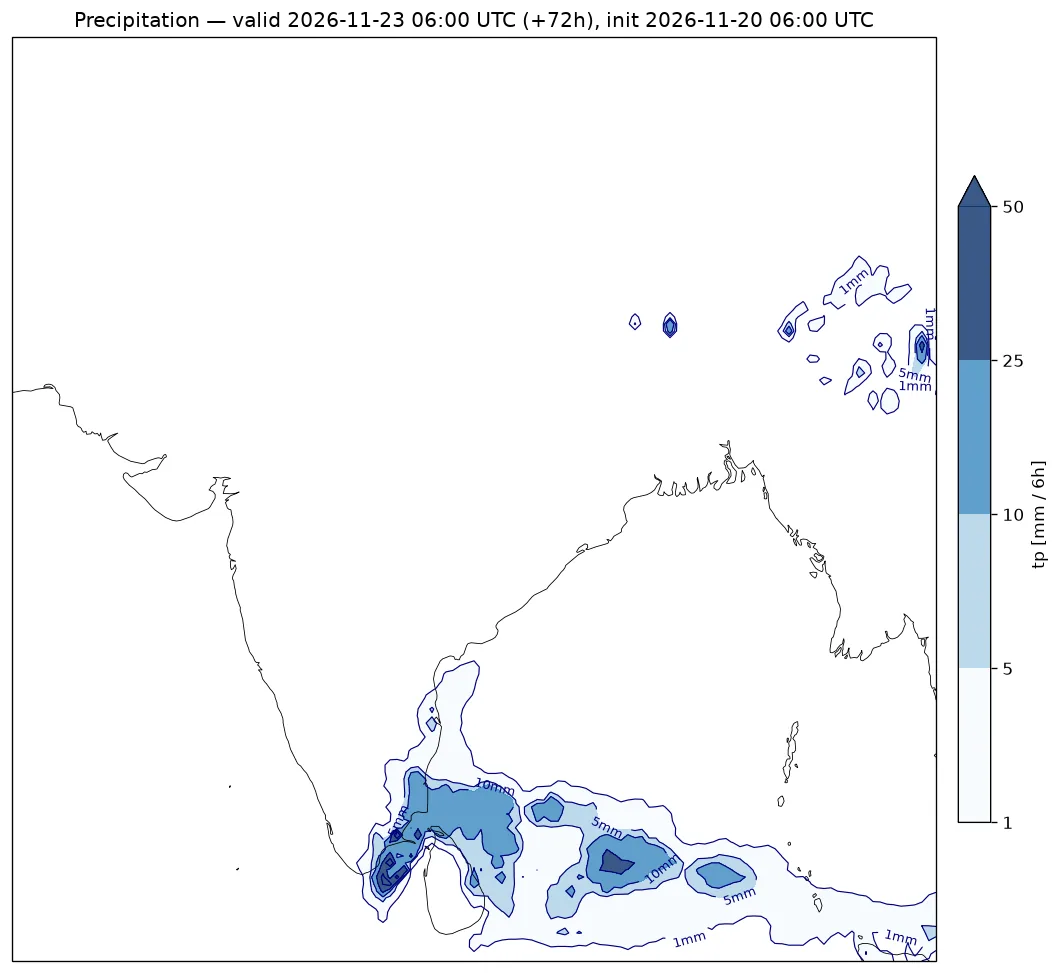 Precipitation — valid 2026-11-23 06:00 UTC (+72h), init 2026-11-20 06:00 UTC
50
25
10
5
1
tp [mm / 6h]
1mm
1mm
5mm
1mm
10mm
5mm
5mm
10mm
5mm
1mm
1mm